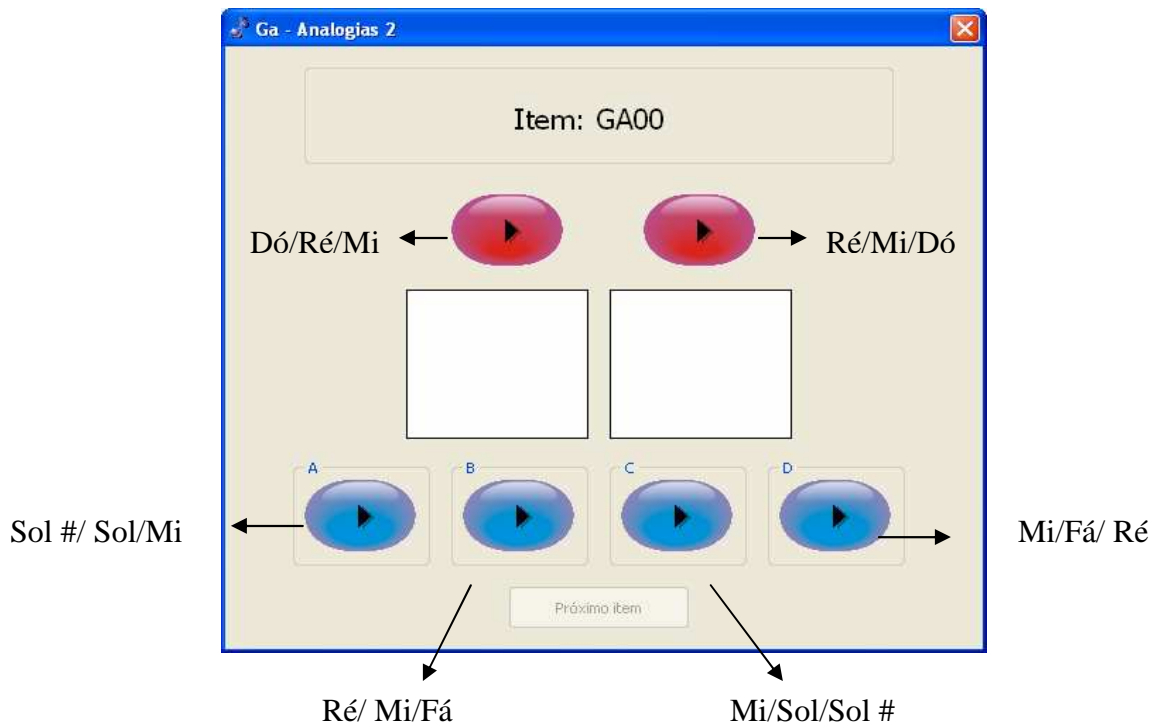 Ga - Analogias 2
Item: GA00
Dó/Ré/Mi
Ré/Mi/Dó
A
B
C
D
Sol #/ Sol/Mi
Mi/Fá/ Ré
Próximo item
Ré/ Mi/Fá
Mi/Sol/Sol #